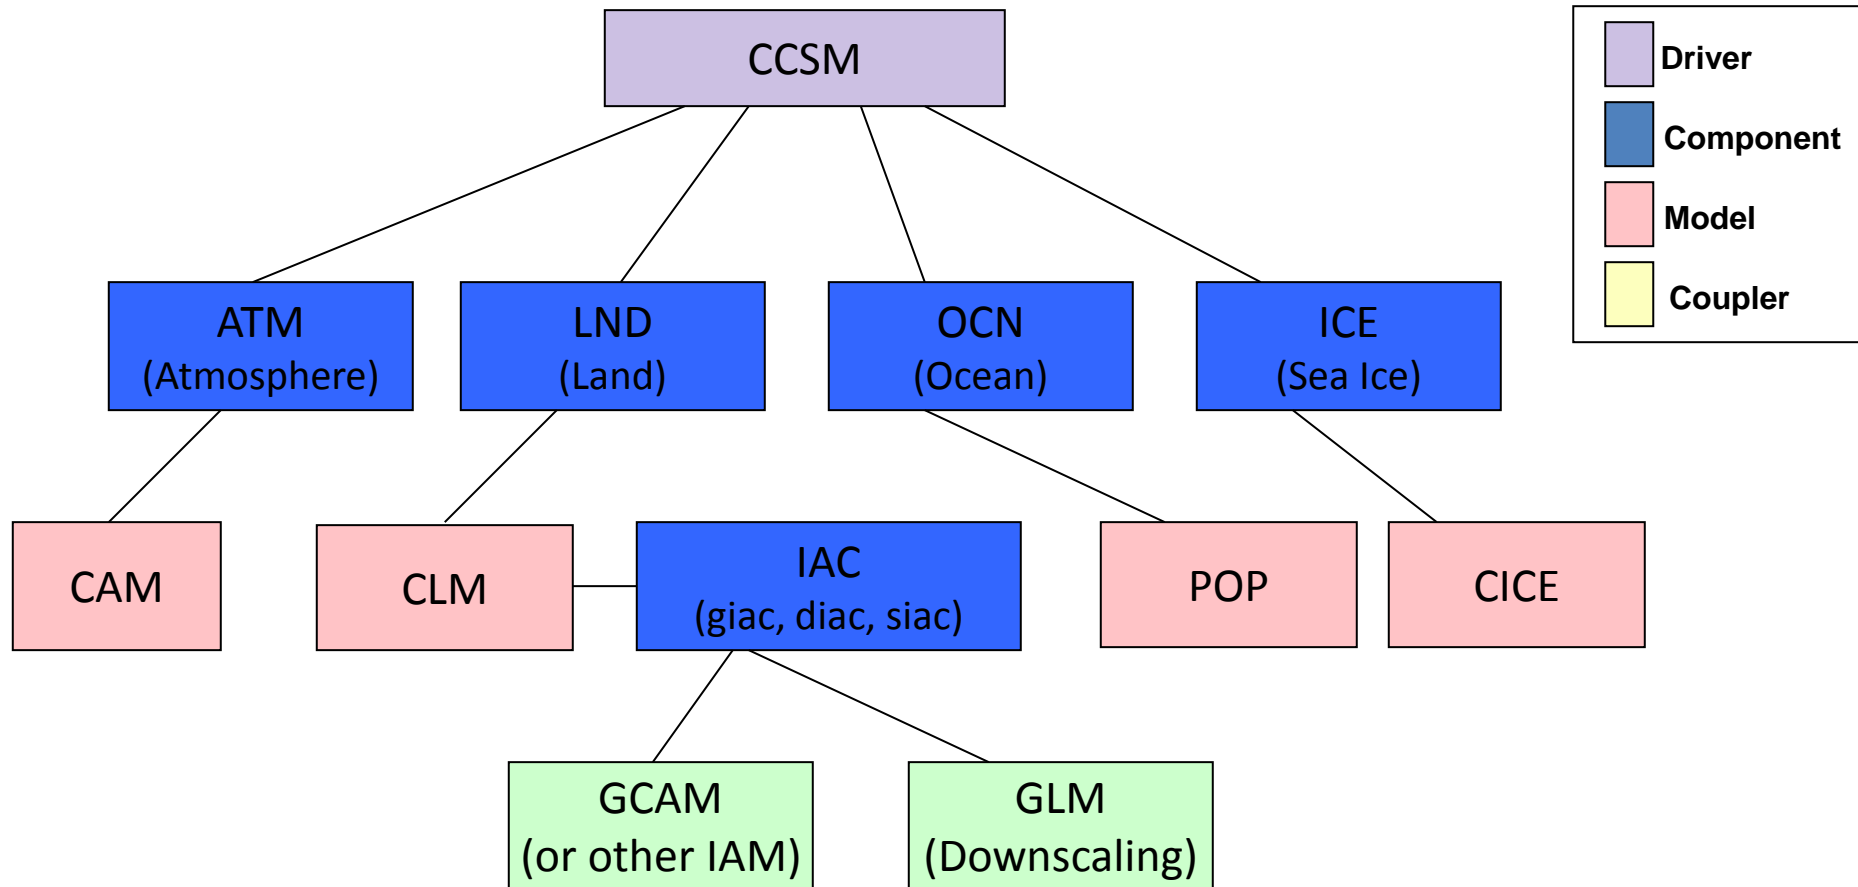 CCSM
Driver
Component
Model
Coupler
ATM
(Atmosphere)
LND
(Land)
OCN
(Ocean)
ICE
(Sea Ice)
CAM
CLM
IAC
(giac, diac, siac)
POP
CICE
GCAM
(or other IAM)
GLM
(Downscaling)